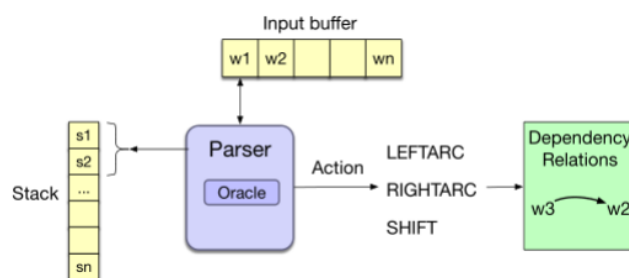 Input buffer
w1 w2 wn
s1
s2
...
sn
Stack
Parser
Oracle
Action
LEFTARC
RIGHTARC
SHIFT
Dependency
Relations
w3 w2